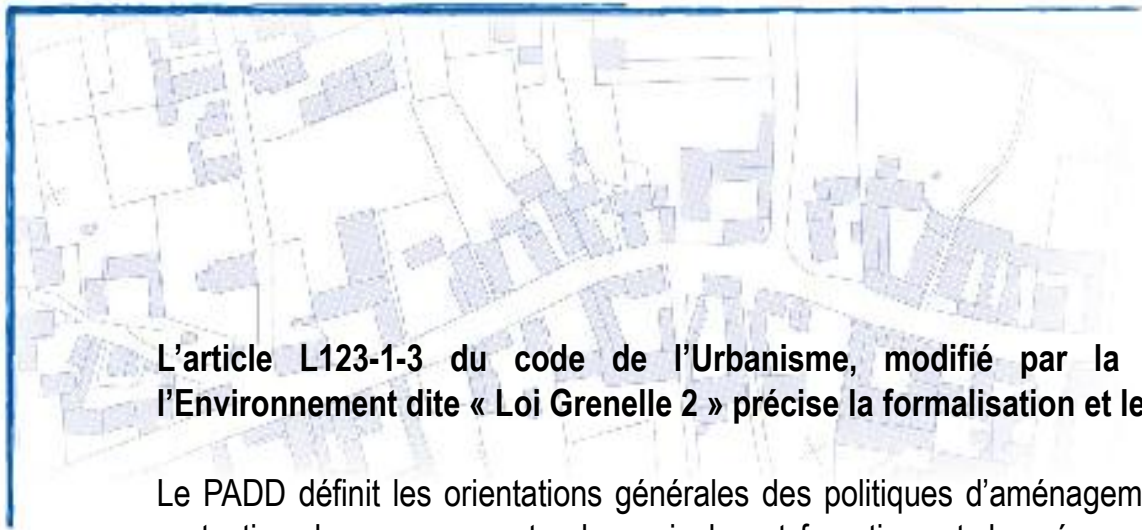 L'article L123-1-3 du code de l'Urbanisme, modifié par la
l'Environnement dite « Loi Grenelle 2 » précise la formalisation et le
Le PADD définit les orientations générales des politiques d'aménagem